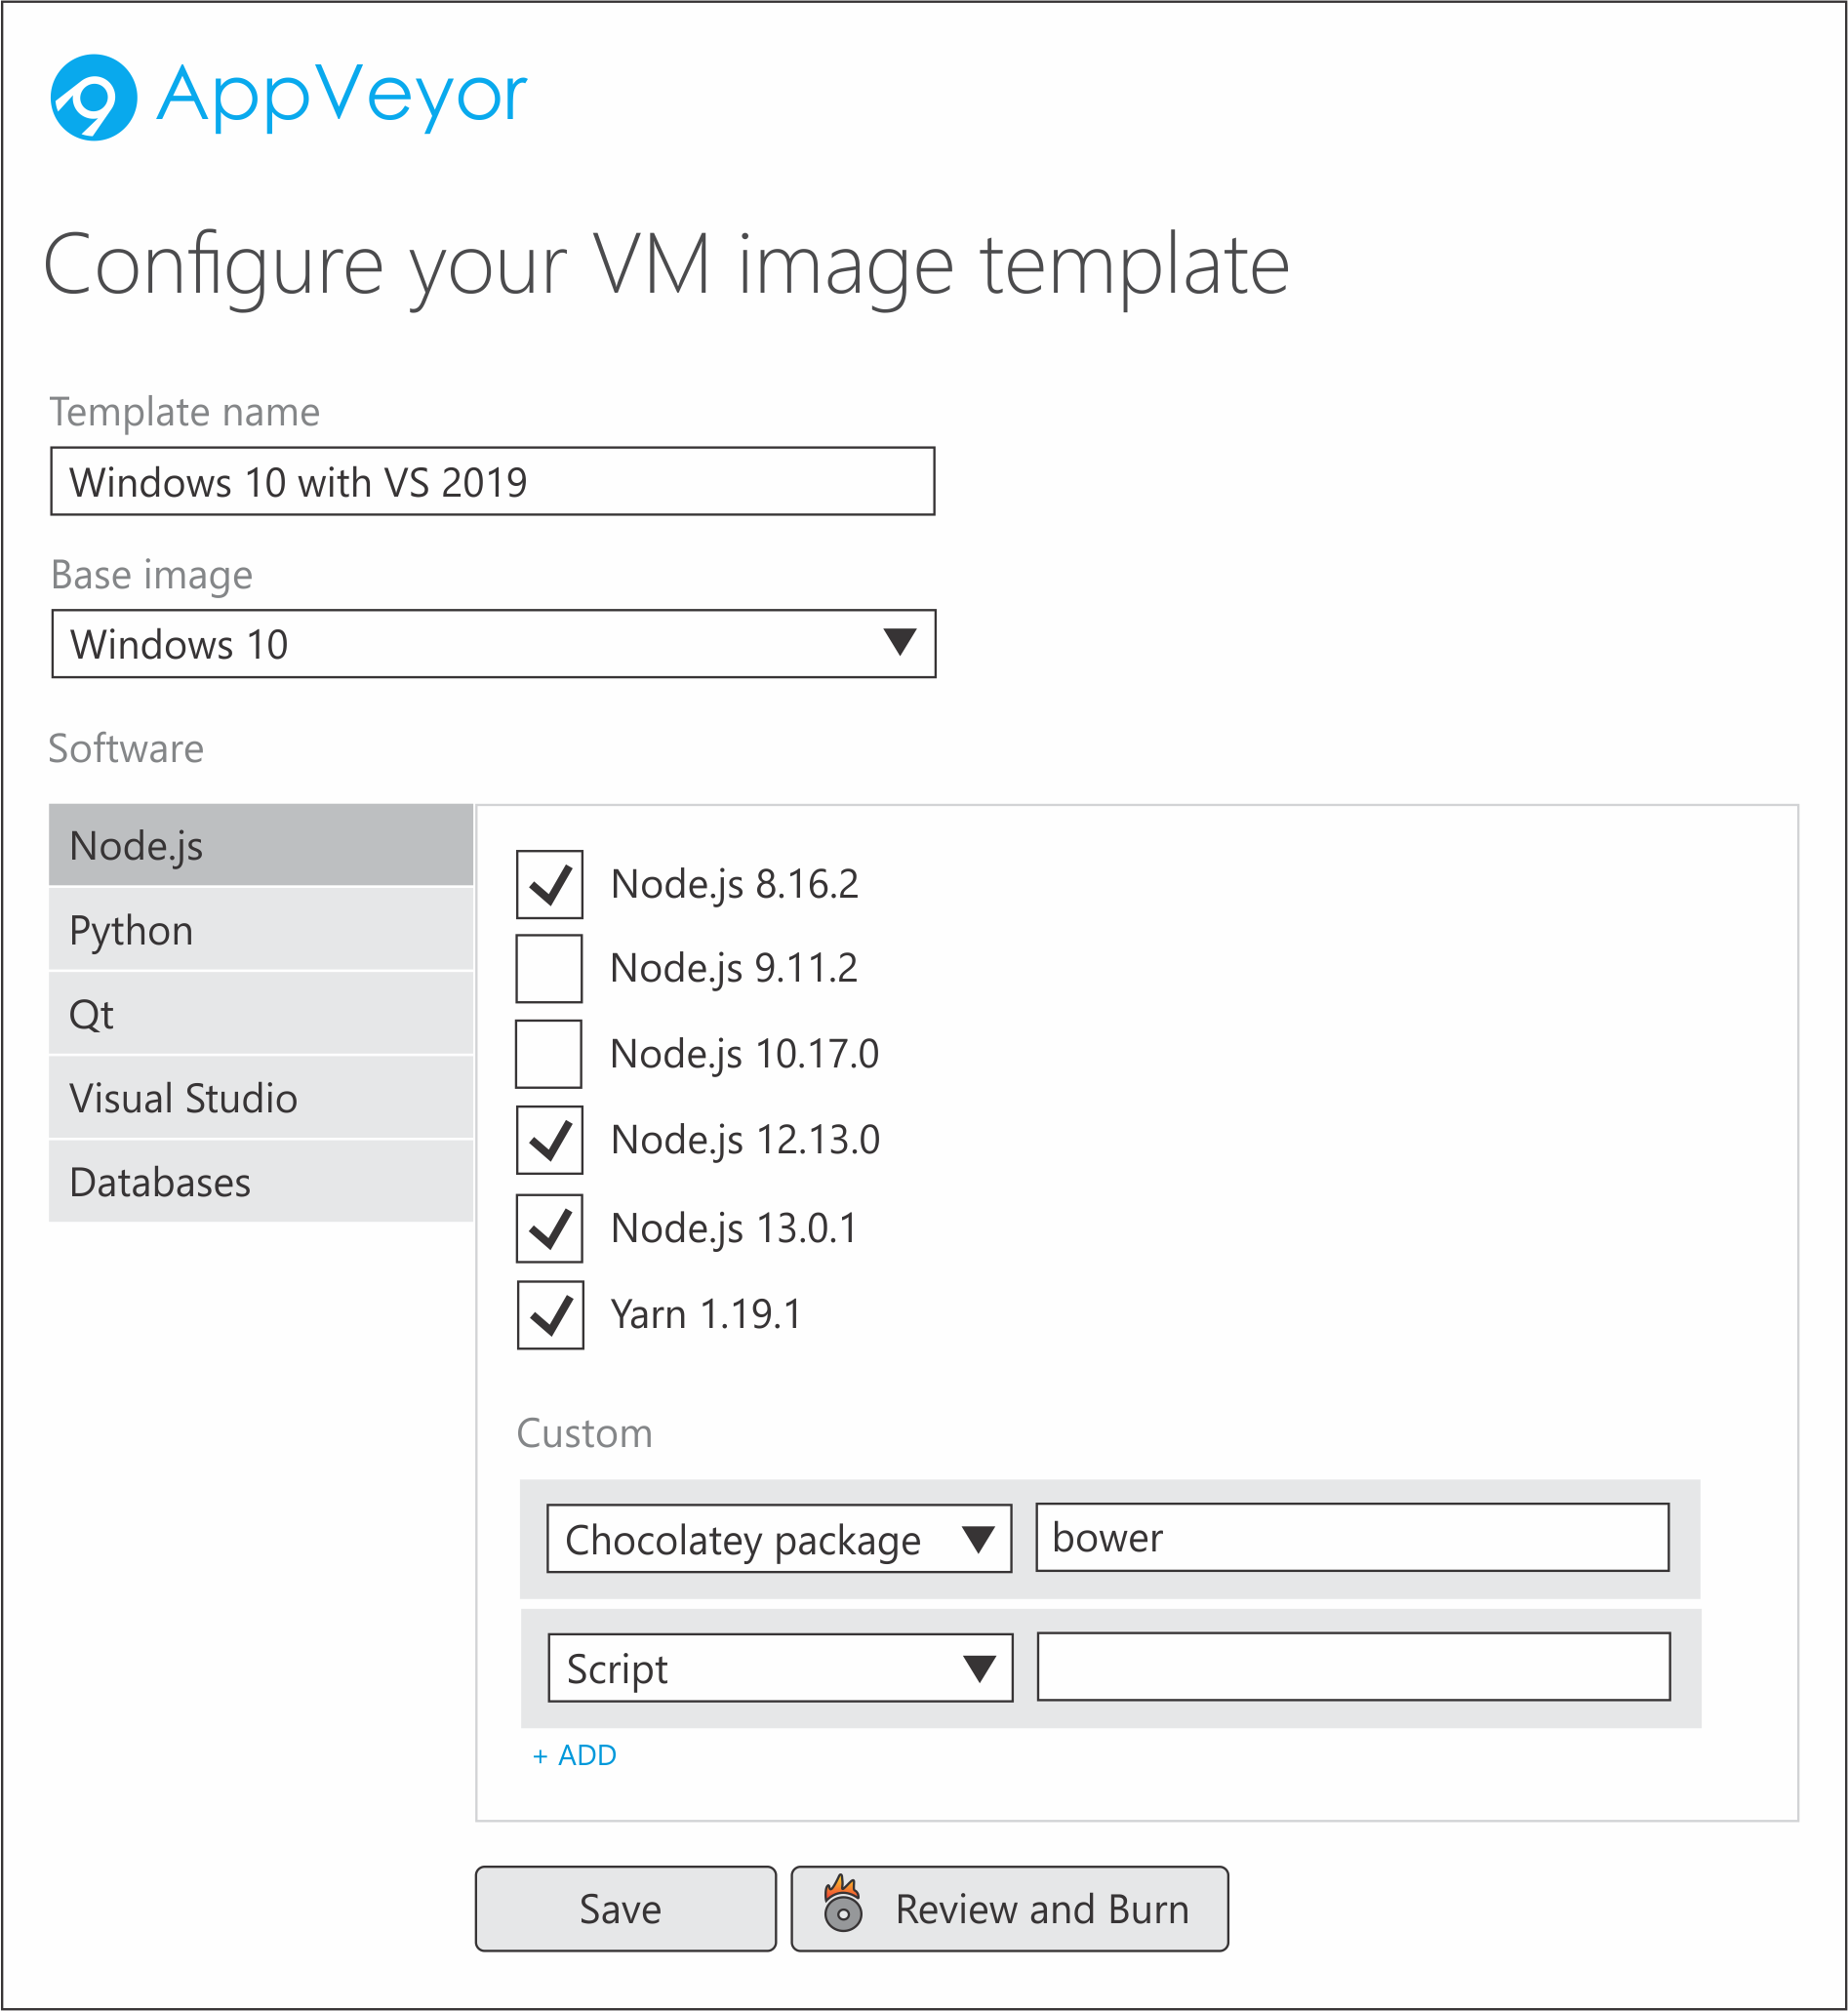 AppVeyor
Configure your VM image template
Template name
Windows 10 with VS 2019
Base image
Windows 10
Software
Node.js
Python
Qt
Visual Studio
Databases
Node.js 8.16.2
Node.js 9.11.2
Node.js 10.17.0
Node.js 12.13.0
Node.js 13.0.1
Yarn 1.19.1
Custom
Chocolatey package
bower
Script
+ ADD
Save
Review and Burn